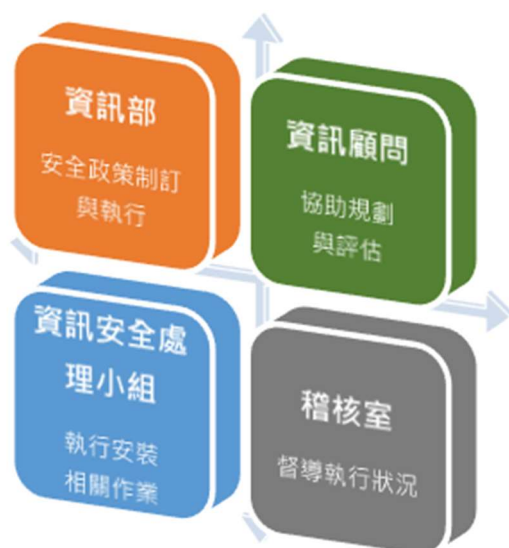 資訊部
安全政策制訂
與執行
資訊顧問
協助規劃
與評估
資訊安全處
理小組
執行安裝
相關作業
稽核室
督導執行狀況